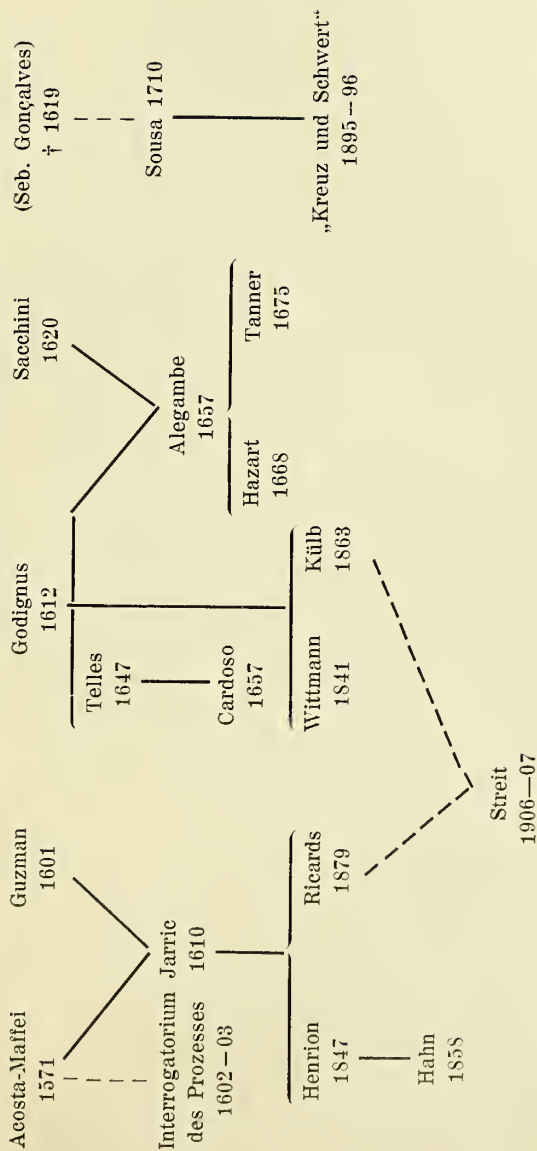 Acosta-Maffei
1571
Guzman
1601
Godignus
1612
Sacchini
1620
(Seb. Gonçalves)
† 1619
Interrogatorium
des Prozesses
1602–03
Jarric
1610
Telles
1647
Cardoso
1657
Alegambe
1657
Sousa 1710
Henrion
1847
Hahn
1858
Ricards
1879
Wittmann
1841
Külb
1863
Hazart
1668
Tanner
1675
„Kreuz und Schwert“
1895–96
Streit
1906–07